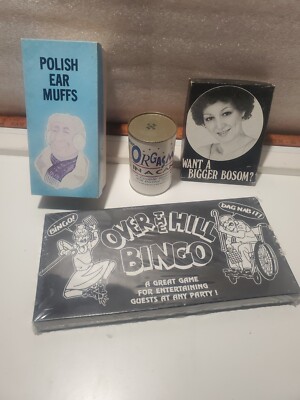 POLISH
EAR
MUFFS
ORGASM
WANT A
BIGGER BOSOM?
BINGO!
DAG NAB IT!
OVER THE HILL
BINGO
A GREAT GAME
FOR ENTERTAINING
GUESTS AT ANY PARTY!